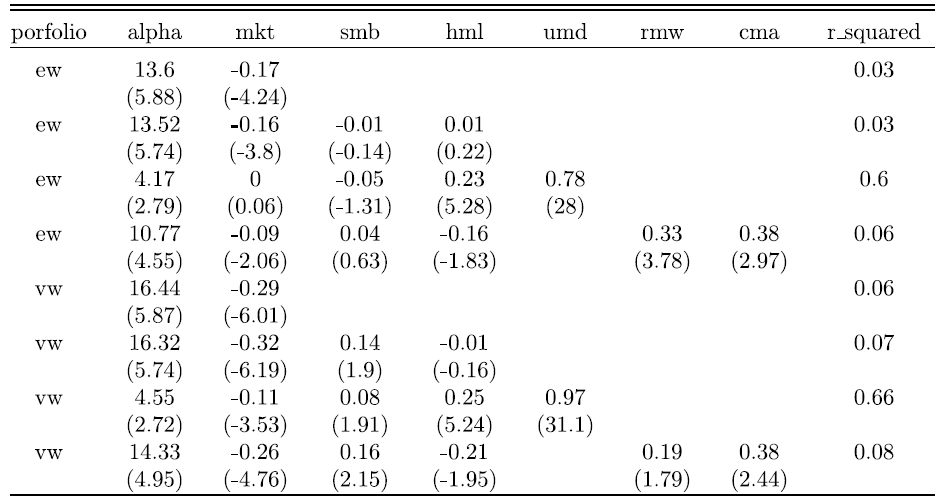 porfolio alpha mkt smb hml umd rmw cma r_squared
ew 13.6 -0.17 0.03
(5.88) (-4.24)
ew 13.52 -0.16 -0.01 0.01 0.03
(5.74) (-3.8) (-0.14) (0.22)
ew 4.17 0 -0.05 0.23 0.78 0.6
(2.79) (0.06) (-1.31) (5.28) (28)
ew 10.77 -0.09 0.04 -0.16 0.33 0.38 0.06
(4.55) (-2.06) (0.63) (-1.83) (3.78) (2.97)
vw 16.44 -0.29 0.06
(5.87) (-6.01)
vw 16.32 -0.32 0.14 -0.01 0.07
(5.74) (-6.19) (1.9) (-0.16)
vw 4.55 -0.11 0.08 0.25 0.97 0.66
(2.72) (-3.53) (1.91) (5.24) (31.1)
vw 14.33 -0.26 0.16 -0.21 0.19 0.38 0.08
(4.95) (-4.76) (2.15) (-1.95) (1.79) (2.44)